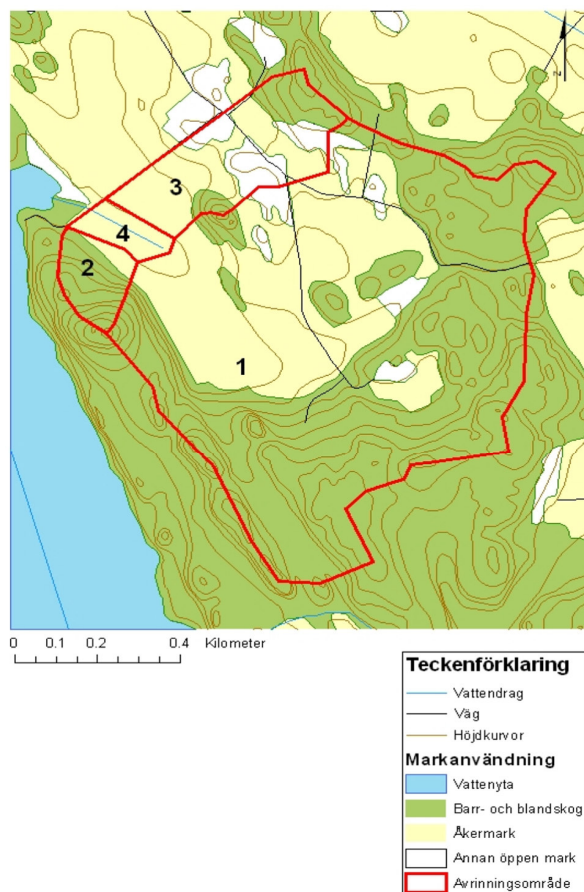 Z
3
4
2
1
0 0.1 0.2 0.4 Kilometer
Teckenförklaring
Vattendrag
Väg
Höjdkurvor
Markanvändning
Vattenyta
Barr- och blandskog
Åkermark
Annan öppen mark
Avrinningsområde